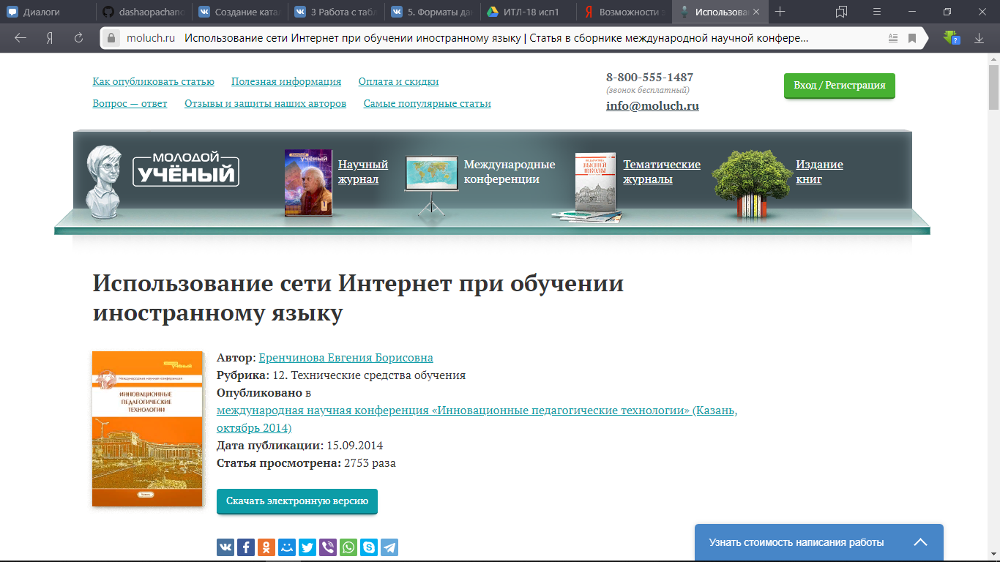 Диалоги
dashaopachano
Создание ката
3 Работа с табл
5. Форматы да
ИТЛ-18 исп1
Возможности э
Использова
moluch.ru Использование сети Интернет при обучении иностранному языку | Статья в сборнике международной научной конфере...
Как опубликовать статью Полезная информация Оплата и скидки
Вопрос — ответ Отзывы и защиты наших авторов Самые популярные статьи
8-800-555-1487
(звонок бесплатный)
info@moluch.ru
Вход / Регистрация
МОЛОДОЙ
УЧЁНЫЙ
учёный
Научный
журнал
Международные
конференции
ПЕДАГОГИКА
ВЫСШЕЙ
ШКОЛЫ
Тематические
журналы
Издание
книг
Использование сети Интернет при обучении
иностранному языку
Международная научная конференция
ИННОВАЦИОННЫЕ
ПЕДАГОГИЧЕСКИЕ
ТЕХНОЛОГИИ
Автор: Еренчинова Евгения Борисовна
Рубрика: 12. Технические средства обучения
Опубликовано в
международная научная конференция «Инновационные педагогические технологии» (Казань,
октябрь 2014)
Дата публикации: 15.09.2014
Статья просмотрена: 2753 раза
Скачать электронную версию
Узнать стоимость написания работы